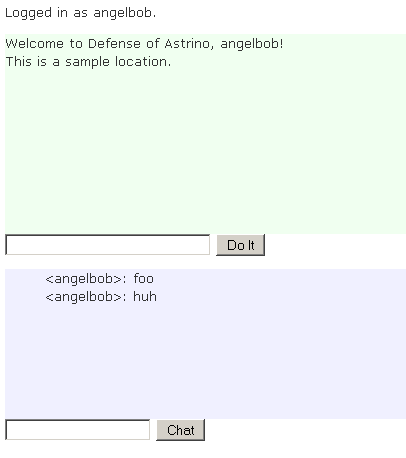 Logged in as angelbob.
Welcome to Defense of Astrino, angelbob!
This is a sample location.
Do It
<angelbob>: foo
<angelbob>: huh
Chat